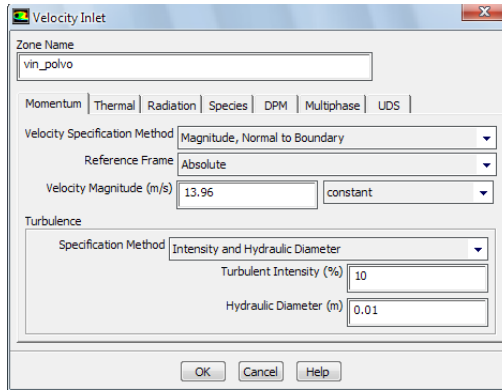 Velocity Inlet
Zone Name
vin_polvo
Momentum Thermal Radiation Species DPM Multiphase UDS
Velocity Specification Method Magnitude, Normal to Boundary
Reference Frame Absolute
Velocity Magnitude (m/s) 13.96 constant
Turbulence
Specification Method Intensity and Hydraulic Diameter
Turbulent Intensity (%) 10
Hydraulic Diameter (m) 0.01
OK Cancel Help